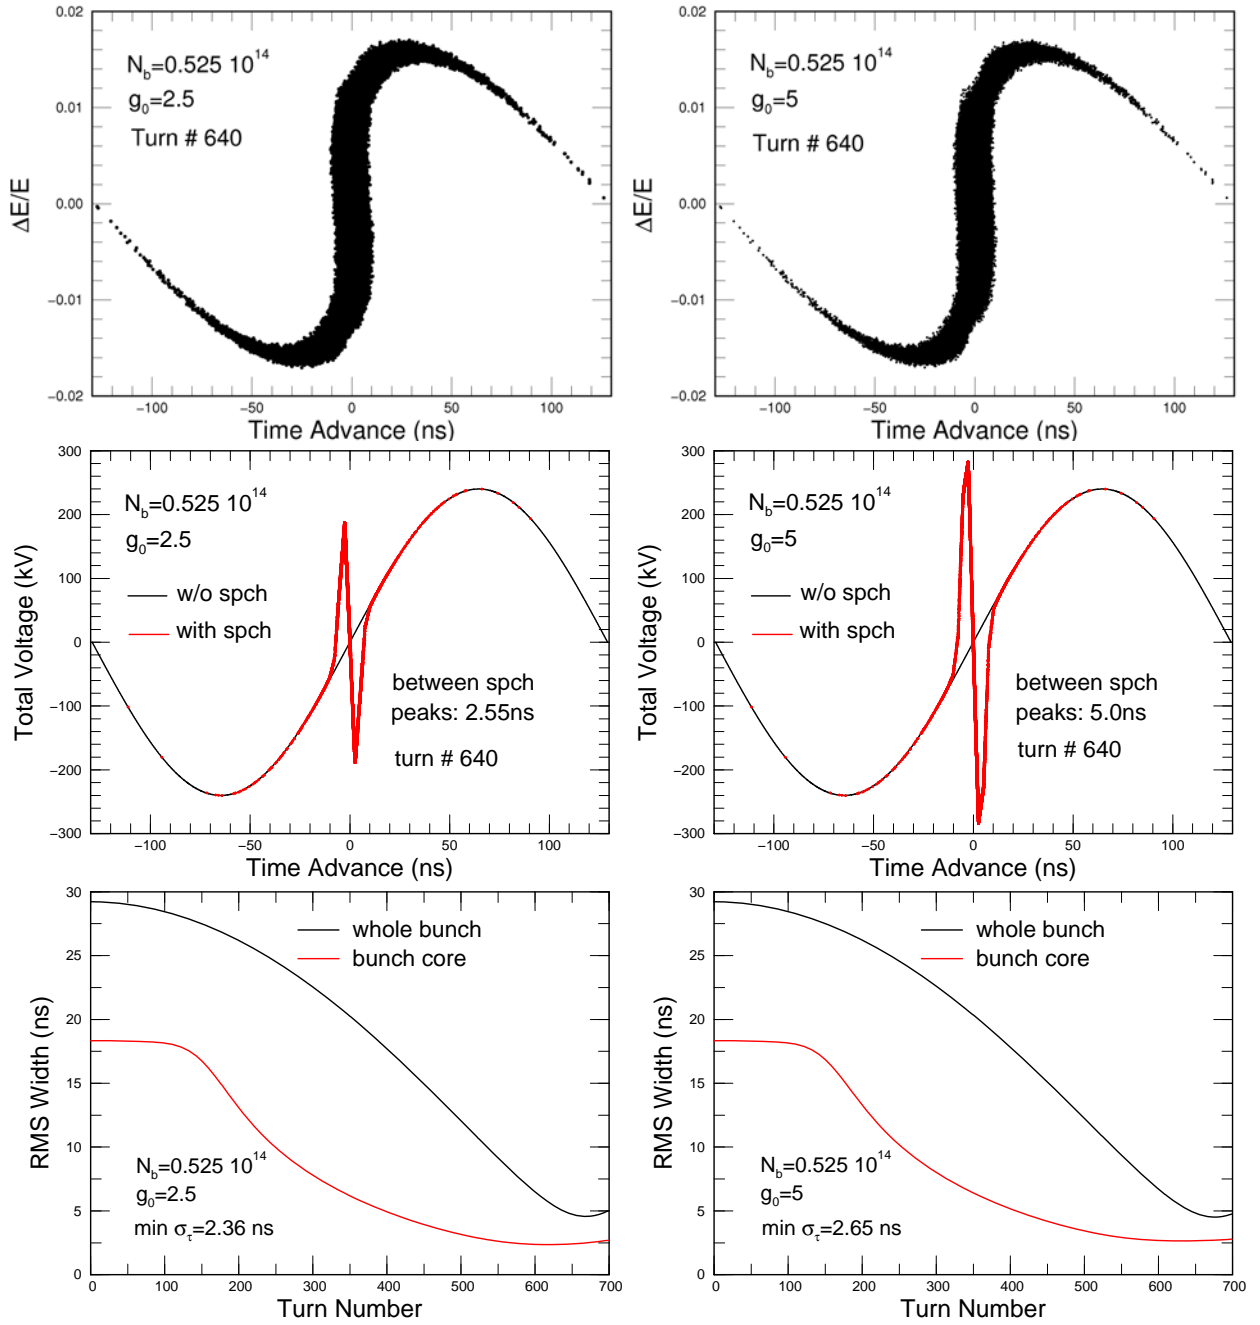 0.02
0.01
0.00
−0.01
−0.02
ΔE/E
N_b=0.525 10^14
g_0=2.5
Turn # 640
−100 −50 0 50 100
Time Advance (ns)
0.02
0.01
0.00
−0.01
−0.02
ΔE/E
N_b=0.525 10^14
g_0=5
Turn # 640
−100 −50 0 50 100
Time Advance (ns)
300
200
100
0
−100
−200
−300
Total Voltage (kV)
N_b=0.525 10^14
g_0=2.5
w/o spch
with spch
between spch
peaks: 2.55ns
turn # 640
−100 −50 0 50 100
Time Advance (ns)
300
200
100
0
−100
−200
−300
Total Voltage (kV)
N_b=0.525 10^14
g_0=5
w/o spch
with spch
between spch
peaks: 5.0ns
turn # 640
−100 −50 0 50 100
Time Advance (ns)
30
25
20
15
10
5
0
RMS Width (ns)
whole bunch
bunch core
N_b=0.525 10^14
g_0=2.5
min σ_τ=2.36 ns
0 100 200 300 400 500 600 700
Turn Number
30
25
20
15
10
5
0
RMS Width (ns)
whole bunch
bunch core
N_b=0.525 10^14
g_0=5
min σ_τ=2.65 ns
0 100 200 300 400 500 600 700
Turn Number